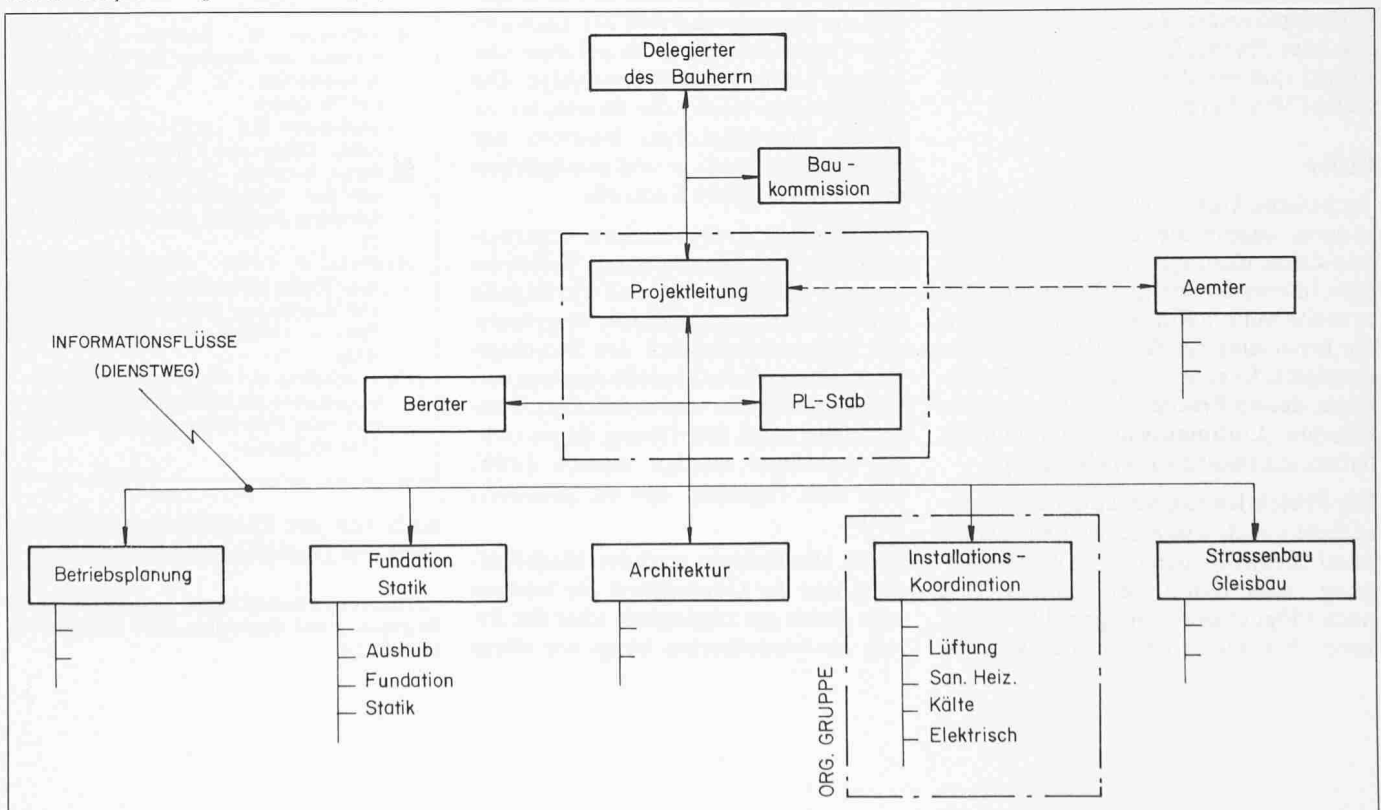 Delegierter
des Bauherrn
Bau -
kommission
Projektleitung
Aemter
INFORMATIONSFLÜSSE
(DIENSTWEG)
Berater
PL-Stab
Betriebsplanung
Fundation
Statik
Architektur
Installations -
Koordination
Strassenbau
Gleisbau
Aushub
Fundation
Statik
Lüftung
San. Heiz.
Kälte
Elektrisch
ORG. GRUPPE